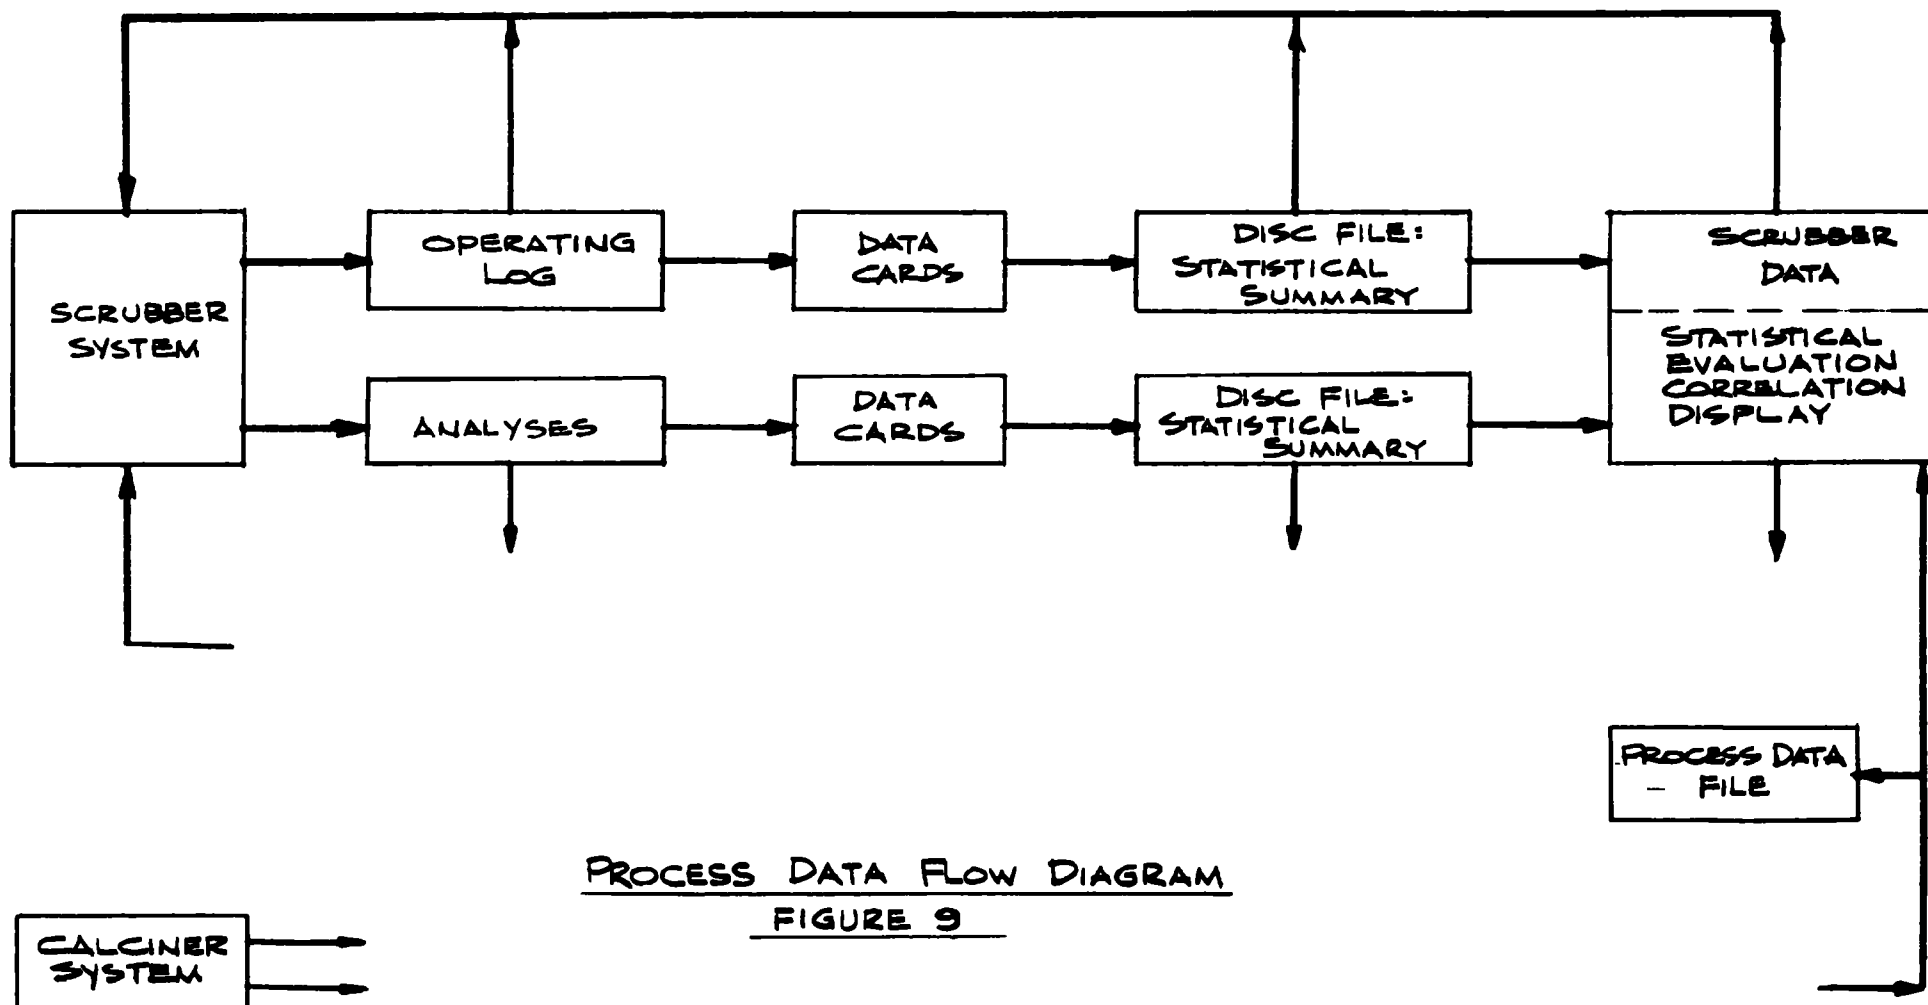 SCRUBBER
SYSTEM
OPERATING
LOG
DATA
CARDS
DISC FILE:
STATISTICAL
SUMMARY
SCRUBBER
DATA
STATISTICAL
EVALUATION
CORRELATION
DISPLAY
ANALYSES
DATA
CARDS
DISC FILE:
STATISTICAL
SUMMARY
PROCESS DATA
FILE
PROCESS DATA FLOW DIAGRAM
FIGURE 9
CALCINER
SYSTEM